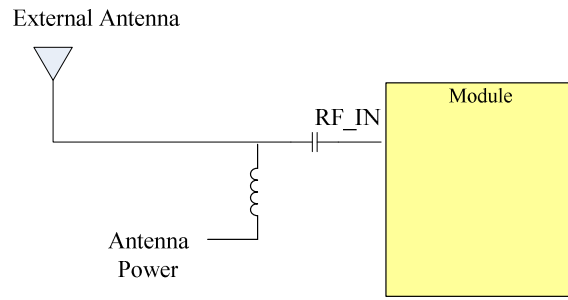 External Antenna
RF_IN
Module
Antenna
Power